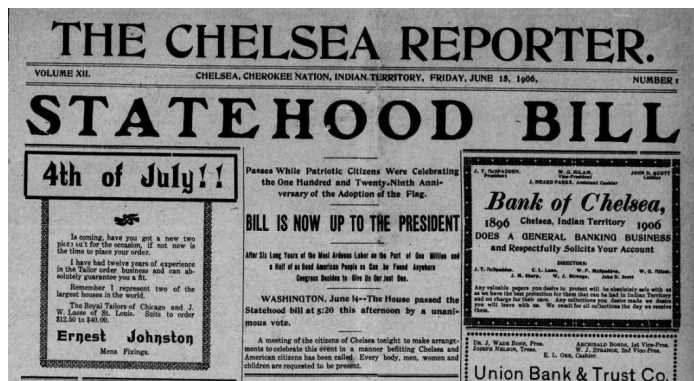 THE CHELSEA REPORTER.
VOLUME XII.
CHELSEA, CHEROKEE NATION, INDIAN TERRITORY, FRIDAY, JUNE 15, 1906.
NUMBER 1
STATEHOOD BILL
4th of July!!
Is coming, have you got a new two
piece suit for the occasion, if not now is
the time to place your order.
I have had twelve years of experience
in the Tailor order business and can ab-
solutely guarantee you a fit.
Remember I represent two of the
largest houses in the world.
The Royal Tailors of Chicago and J.
W. Lasse of St. Louis. Suits to order
$12.50 to $40.00.
Ernest Johnston
Mens Fixings.
Passes While Patriotic Citizens Were Celebrating
the One Hundred and Twenty-Ninth Anni-
versary of the Adoption of the Flag.
BILL IS NOW UP TO THE PRESIDENT
After Six Long Years of the Most Ardeous Labor on the Part of One Million and
a Half of as Good American People as Can be Found Anywhere
Congress Decides to Give Us Our Just Due.
WASHINGTON, June 14--The House passed the
Statehood bill at 5:20 this afternoon by a unani-
mous vote.
A meeting of the citizens of Chelsea tonight to make arrange-
ments to celebrate this event in a manner befitting Chelsea and
American citizens has been called. Every body, men, women and
children are requested to be present.
J. T. McSPADDEN, President
W. G. MILAM, Vice-President
JOHN D. SCOTT Cashier
J. HEARD PARKS, Assistant Cashier
Bank of Chelsea,
1896 Chelsea, Indian Territory 1906
DOES A GENERAL BANKING BUSINESS
and Respectfully Solicits Your Account
DIRECTORS:
J. T. McSpadden, C. L. Lane, W. F. McSpadden, W. G. Milam,
J. M. Sharp, W. J. Strange, John D. Scott
Any valuable papers you desire to protect will be absolutely safe with us
as we have the best protection for them that can be had in Indian Territory
and no charge for their care. Any collections you desire made we desire
you will leave with us. We result for all collections the day we receive
them.
DR. J, WADE BONE, Pres. ARCHIBALD BONDS, 1st Vice-Pres.
JOSEPH NELSON, Treas. W. J. STRANGE, 2nd Vice-Pres.
E. L. ORR, Cashier.
Union Bank & Trust Co.